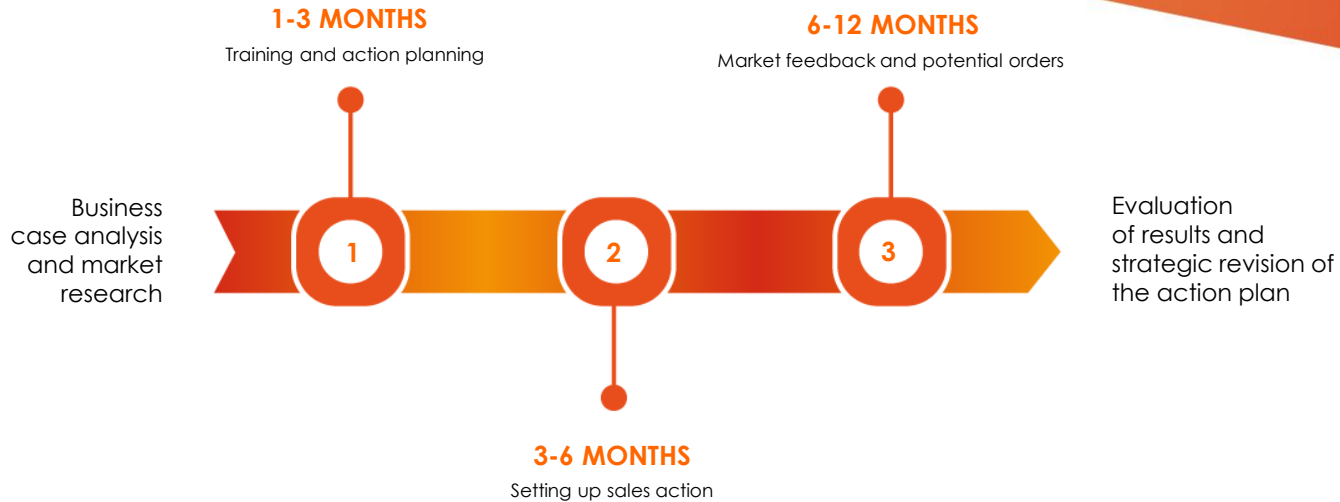 1-3 MONTHS
Training and action planning
6-12 MONTHS
Market feedback and potential orders
Business
case analysis
and market
research
1
2
3
Evaluation
of results and
strategic revision of
the action plan
3-6 MONTHS
Setting up sales action